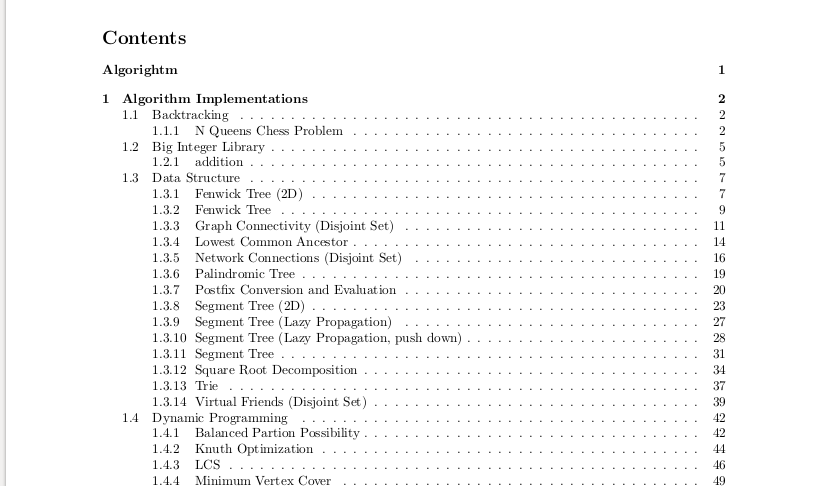 Contents
Algorightm 1
1 Algorithm Implementations 2
1.1 Backtracking . . . . . . . . . . . . . . . . . . . . . . . . . . . . . . . . . . . . . . . . . . . . 2
1.1.1 N Queens Chess Problem . . . . . . . . . . . . . . . . . . . . . . . . . . . . . . . . . . 2
1.2 Big Integer Library . . . . . . . . . . . . . . . . . . . . . . . . . . . . . . . . . . . . . . . . . 5
1.2.1 addition . . . . . . . . . . . . . . . . . . . . . . . . . . . . . . . . . . . . . . . . . . . 5
1.3 Data Structure . . . . . . . . . . . . . . . . . . . . . . . . . . . . . . . . . . . . . . . . . . . 7
1.3.1 Fenwick Tree (2D) . . . . . . . . . . . . . . . . . . . . . . . . . . . . . . . . . . . . . 7
1.3.2 Fenwick Tree . . . . . . . . . . . . . . . . . . . . . . . . . . . . . . . . . . . . . . . . 9
1.3.3 Graph Connectivity (Disjoint Set) . . . . . . . . . . . . . . . . . . . . . . . . . . . . 11
1.3.4 Lowest Common Ancestor . . . . . . . . . . . . . . . . . . . . . . . . . . . . . . . . . 14
1.3.5 Network Connections (Disjoint Set) . . . . . . . . . . . . . . . . . . . . . . . . . . . 16
1.3.6 Palindromic Tree . . . . . . . . . . . . . . . . . . . . . . . . . . . . . . . . . . . . . . 19
1.3.7 Postfix Conversion and Evaluation . . . . . . . . . . . . . . . . . . . . . . . . . . . . 20
1.3.8 Segment Tree (2D) . . . . . . . . . . . . . . . . . . . . . . . . . . . . . . . . . . . . . 23
1.3.9 Segment Tree (Lazy Propagation) . . . . . . . . . . . . . . . . . . . . . . . . . . . . 27
1.3.10 Segment Tree (Lazy Propagation, push down) . . . . . . . . . . . . . . . . . . . . . . 28
1.3.11 Segment Tree . . . . . . . . . . . . . . . . . . . . . . . . . . . . . . . . . . . . . . . . 31
1.3.12 Square Root Decomposition . . . . . . . . . . . . . . . . . . . . . . . . . . . . . . . . 34
1.3.13 Trie . . . . . . . . . . . . . . . . . . . . . . . . . . . . . . . . . . . . . . . . . . . . . 37
1.3.14 Virtual Friends (Disjoint Set) . . . . . . . . . . . . . . . . . . . . . . . . . . . . . . . 39
1.4 Dynamic Programming . . . . . . . . . . . . . . . . . . . . . . . . . . . . . . . . . . . . . . 42
1.4.1 Balanced Partion Possibility . . . . . . . . . . . . . . . . . . . . . . . . . . . . . . . . 42
1.4.2 Knuth Optimization . . . . . . . . . . . . . . . . . . . . . . . . . . . . . . . . . . . . 44
1.4.3 LCS . . . . . . . . . . . . . . . . . . . . . . . . . . . . . . . . . . . . . . . . . . . . . 46
1.4.4 Minimum Vertex Cover . . . . . . . . . . . . . . . . . . . . . . . . . . . . . . . . . . 49